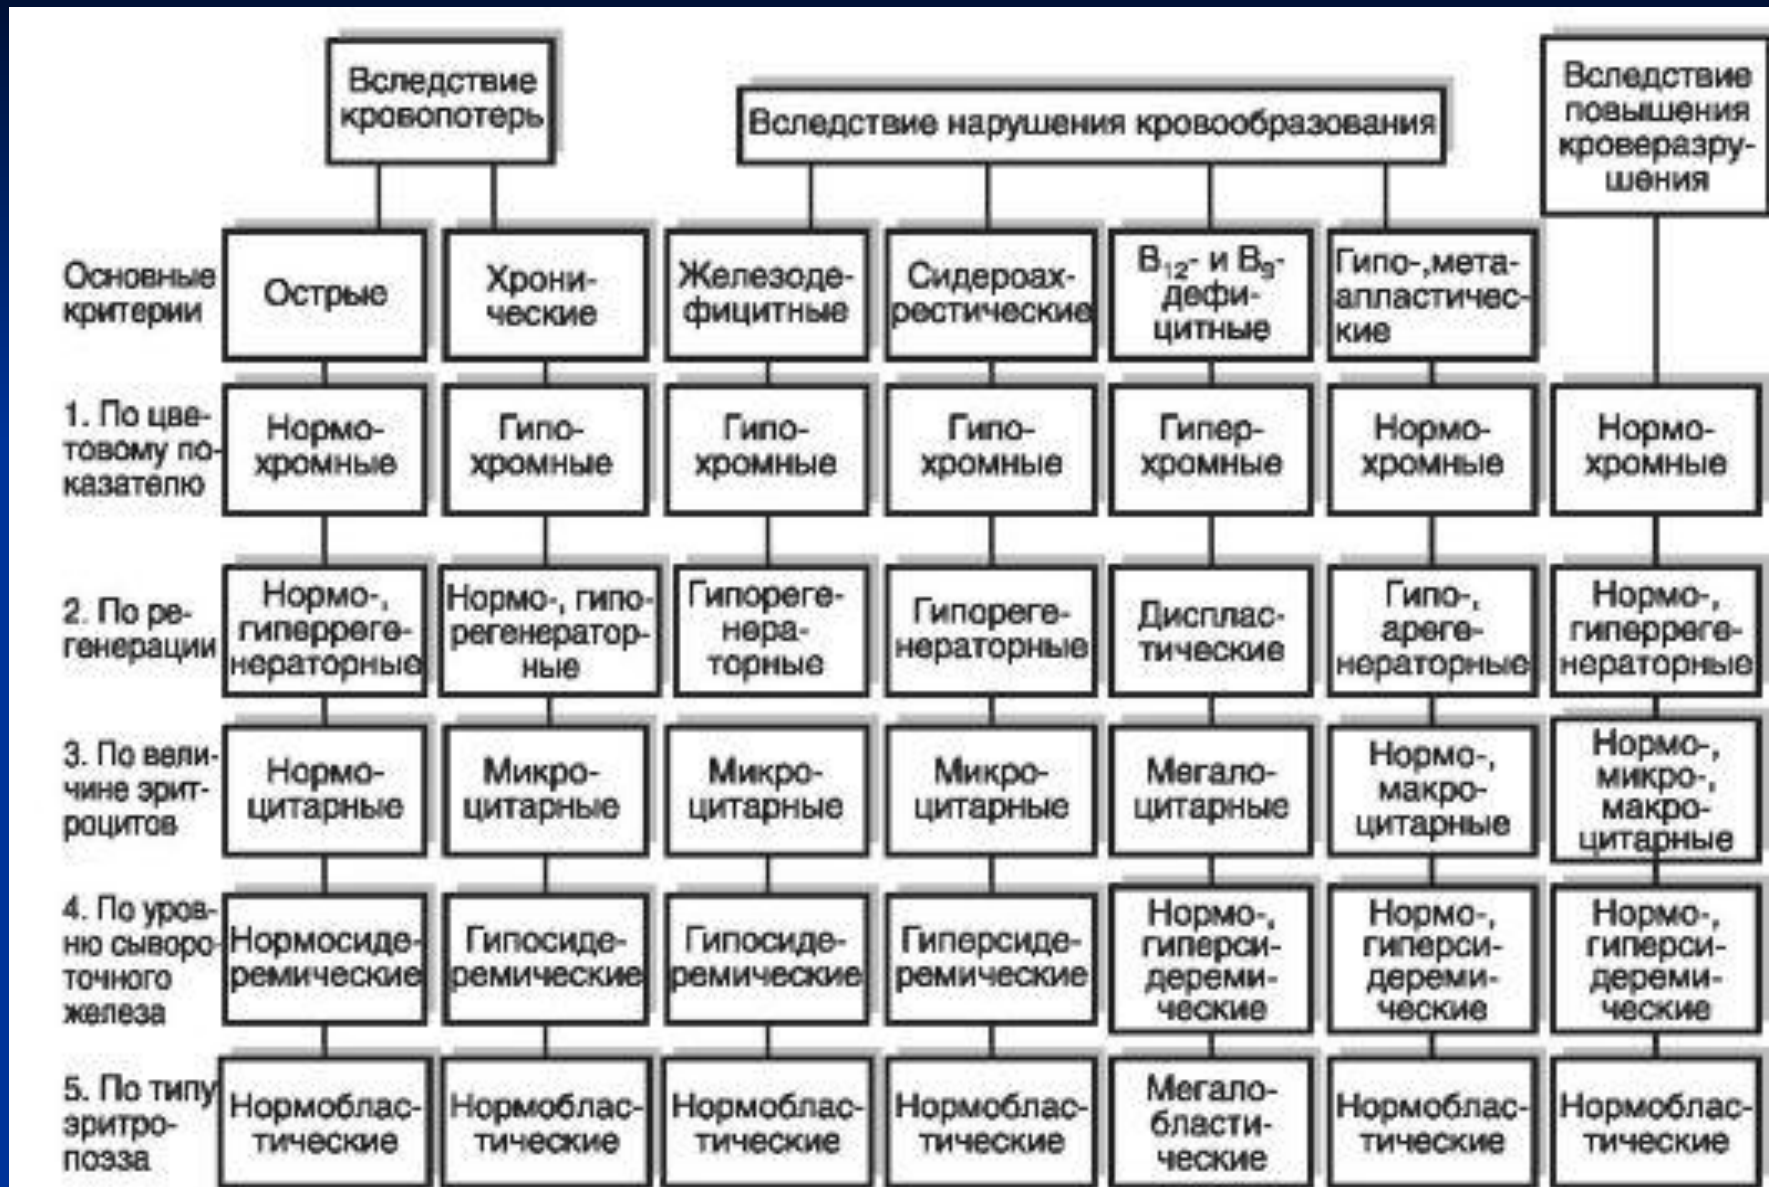 Вследствие
кровопотерь
Вследствие нарушения кровообразования
Вследствие
повышения
кроверазру-
шения
Основные
критерии
Острые
Хрони-
ческие
Железоде-
фицитные
Сидероах-
рестические
B12- и B9-
дефи-
цитные
Гипо-,мета-
апластичес-
кие
1. По цве-
товому по-
казателю
Нормо-
хромные
Гипо-
хромные
Гипо-
хромные
Гипо-
хромные
Гипер-
хромные
Нормо-
хромные
Нормо-
хромные
2. По ре-
генерации
Нормо-,
гиперреге-
нераторные
Нормо-, гипо-
регенератор-
ные
Гипореге-
нера-
торные
Гипореге-
нераторные
Диспластические
Гипо-,
ареге-
нераторные
Нормо-,
гиперреге-
нераторные
3. По вели-
чине эрит-
роцитов
Нормо-
цитарные
Микро-
цитарные
Микро-
цитарные
Микро-
цитарные
Мегало-
цитарные
Нормо-,
макро-
цитарные
Нормо-,
микро-,
макро-
цитарные
4. По уров-
ню сыворо-
точного
железа
Нормосиде-
ремические
Гипосиде-
ремические
Гипосиде-
ремические
Гиперсиде-
ремические
Нормо-,
гиперси-
дереми-
ческие
Нормо-,
гиперси-
дереми-
ческие
Нормо-,
гиперси-
дереми-
ческие
5. По типу
эритро-
поэза
Нормоблас-
тические
Нормоблас-
тические
Нормоблас-
тические
Нормоблас-
тические
Мегало-
бласти-
ческие
Нормоблас-
тические
Нормоблас-
тические